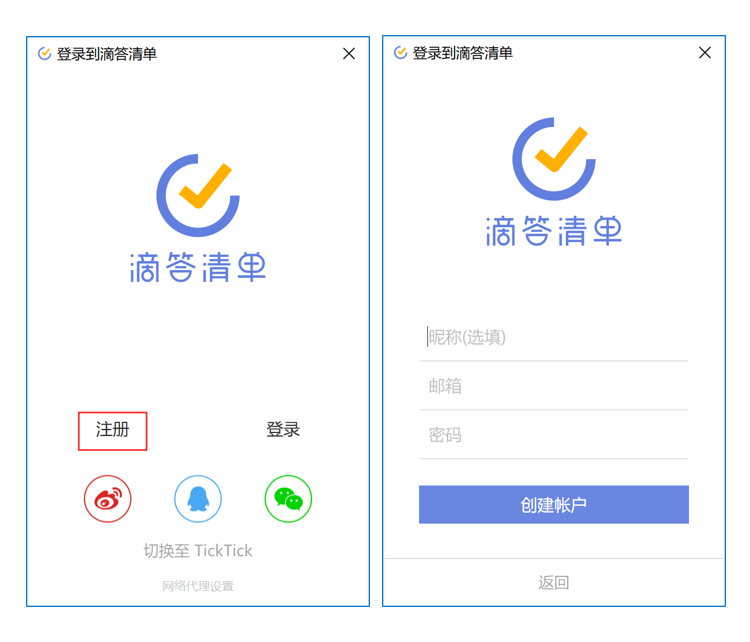 登录到滴答清单
滴答清单
注册
登录
切换至 TickTick
网络代理设置
登录到滴答清单
滴答清单
昵称(选填)
邮箱
密码
创建帐户
返回